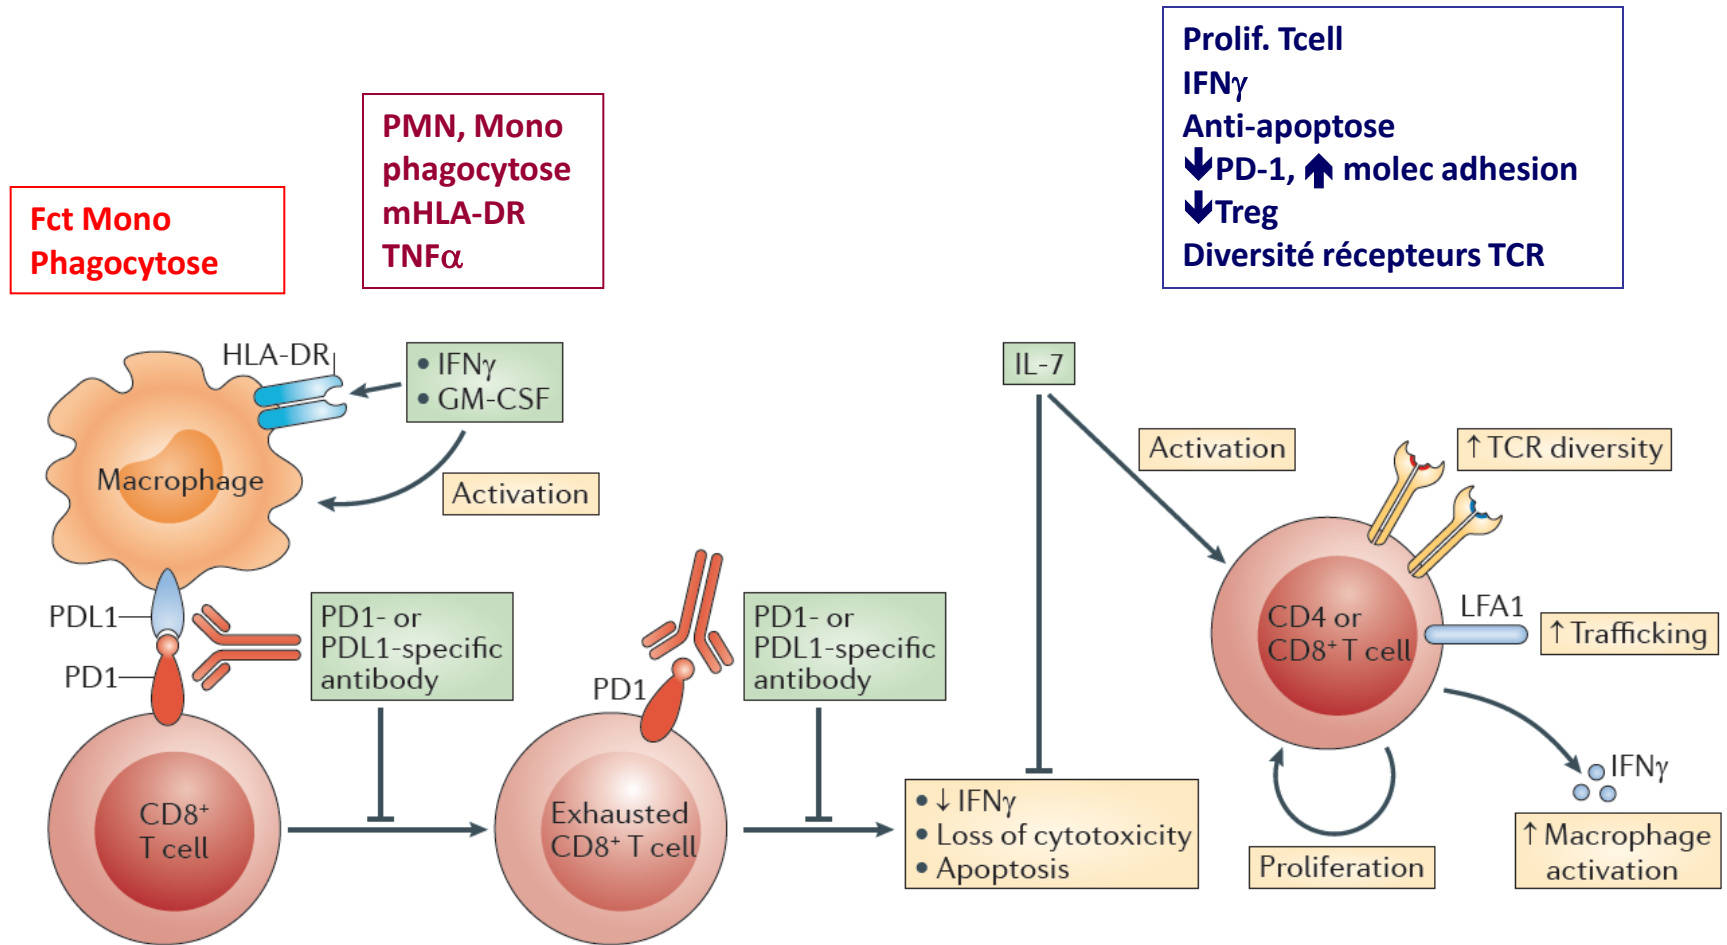 Prolif. Tcell
IFNγ
Anti-apoptose
🡻PD-1, 🡹 molec adhesion
🡻Treg
Diversité récepteurs TCR
PMN, Mono
phagocytose
mHLA-DR
TNFα
Fct Mono
Phagocytose
HLA-DR
• IFNγ
• GM-CSF
Macrophage
Activation
PDL1
PD1
PD1- or
PDL1-specific
antibody
CD8⁺
T cell
PD1
PD1- or
PDL1-specific
antibody
Exhausted
CD8⁺ T cell
IL-7
Activation
• ↓ IFNγ
• Loss of cytotoxicity
• Apoptosis
↑ TCR diversity
CD4 or
CD8⁺ T cell
LFA1
↑ Trafficking
Proliferation
IFNγ
↑ Macrophage
activation